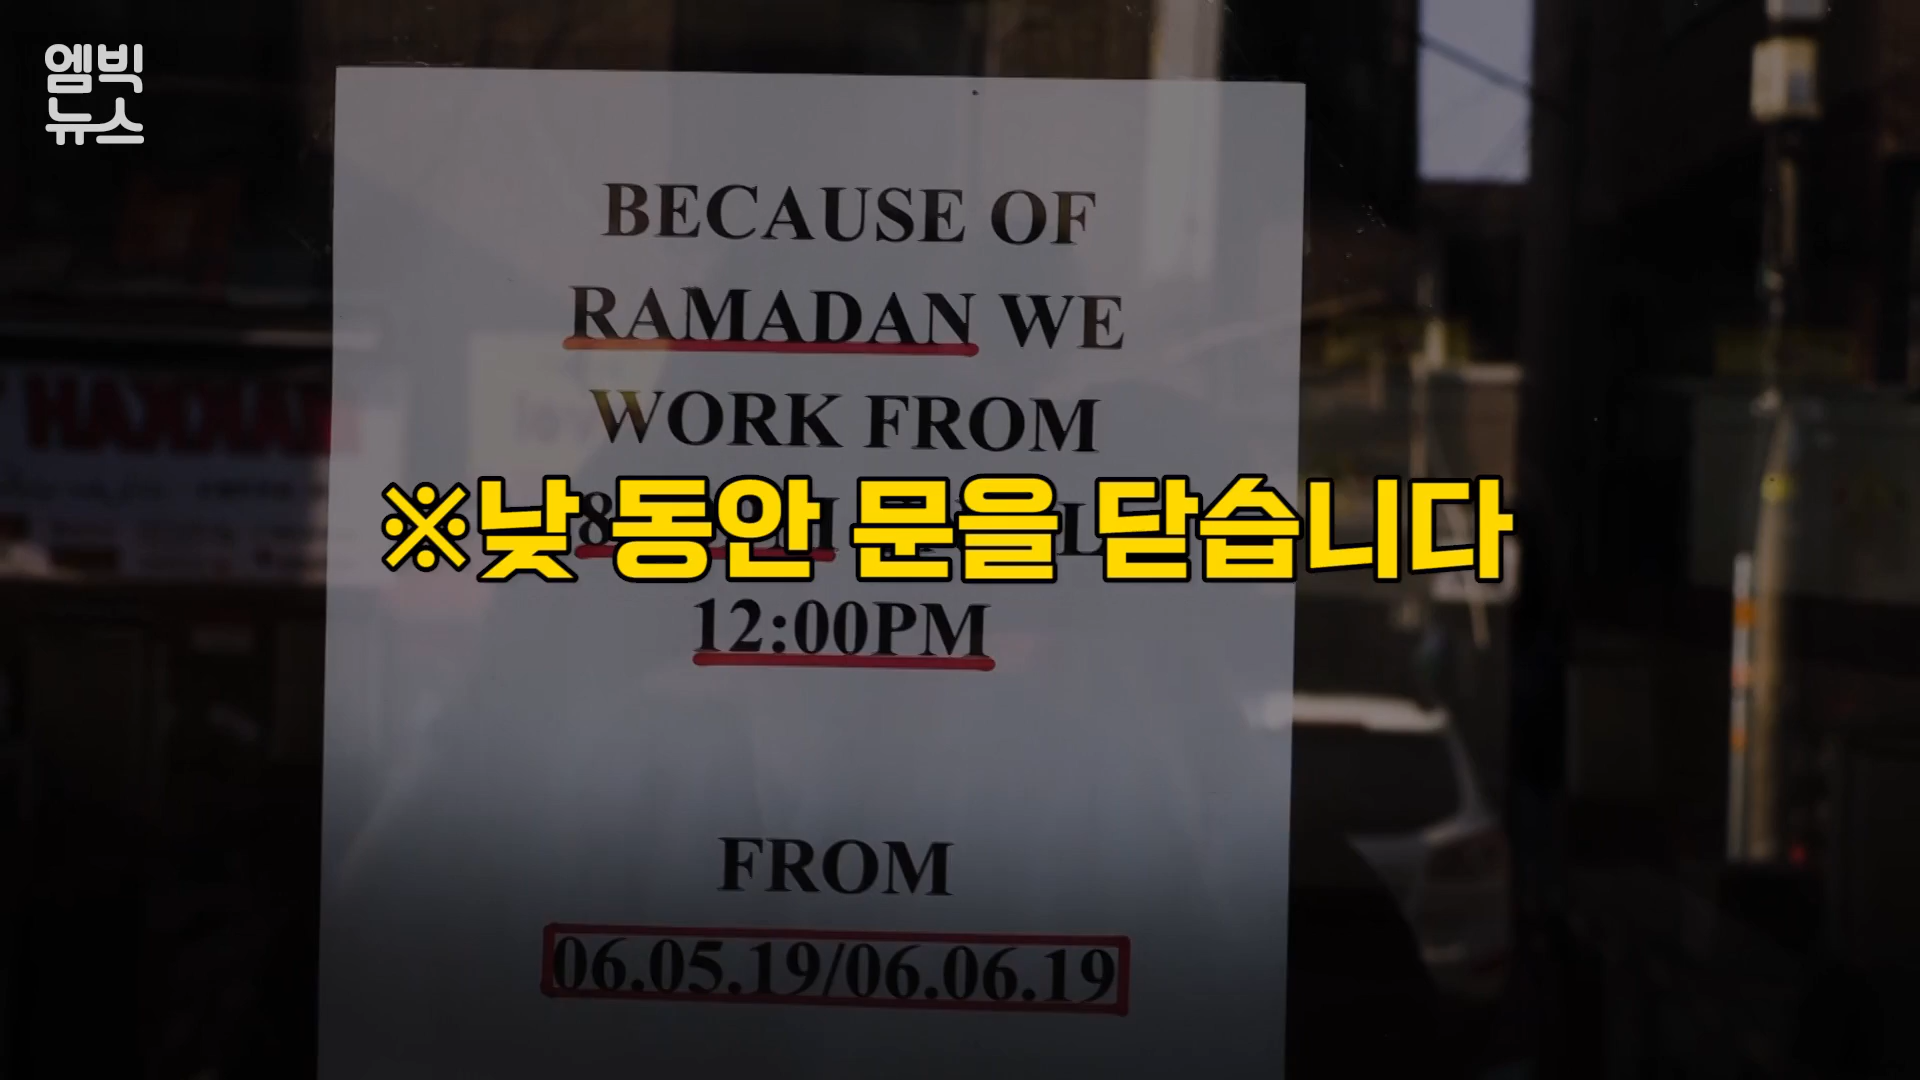 엠빅
뉴스
BECAUSE OF
RAMADAN WE
WORK FROM
※낮 동안 문을 닫습니다
12:00PM
FROM
06.05.19/06.06.19